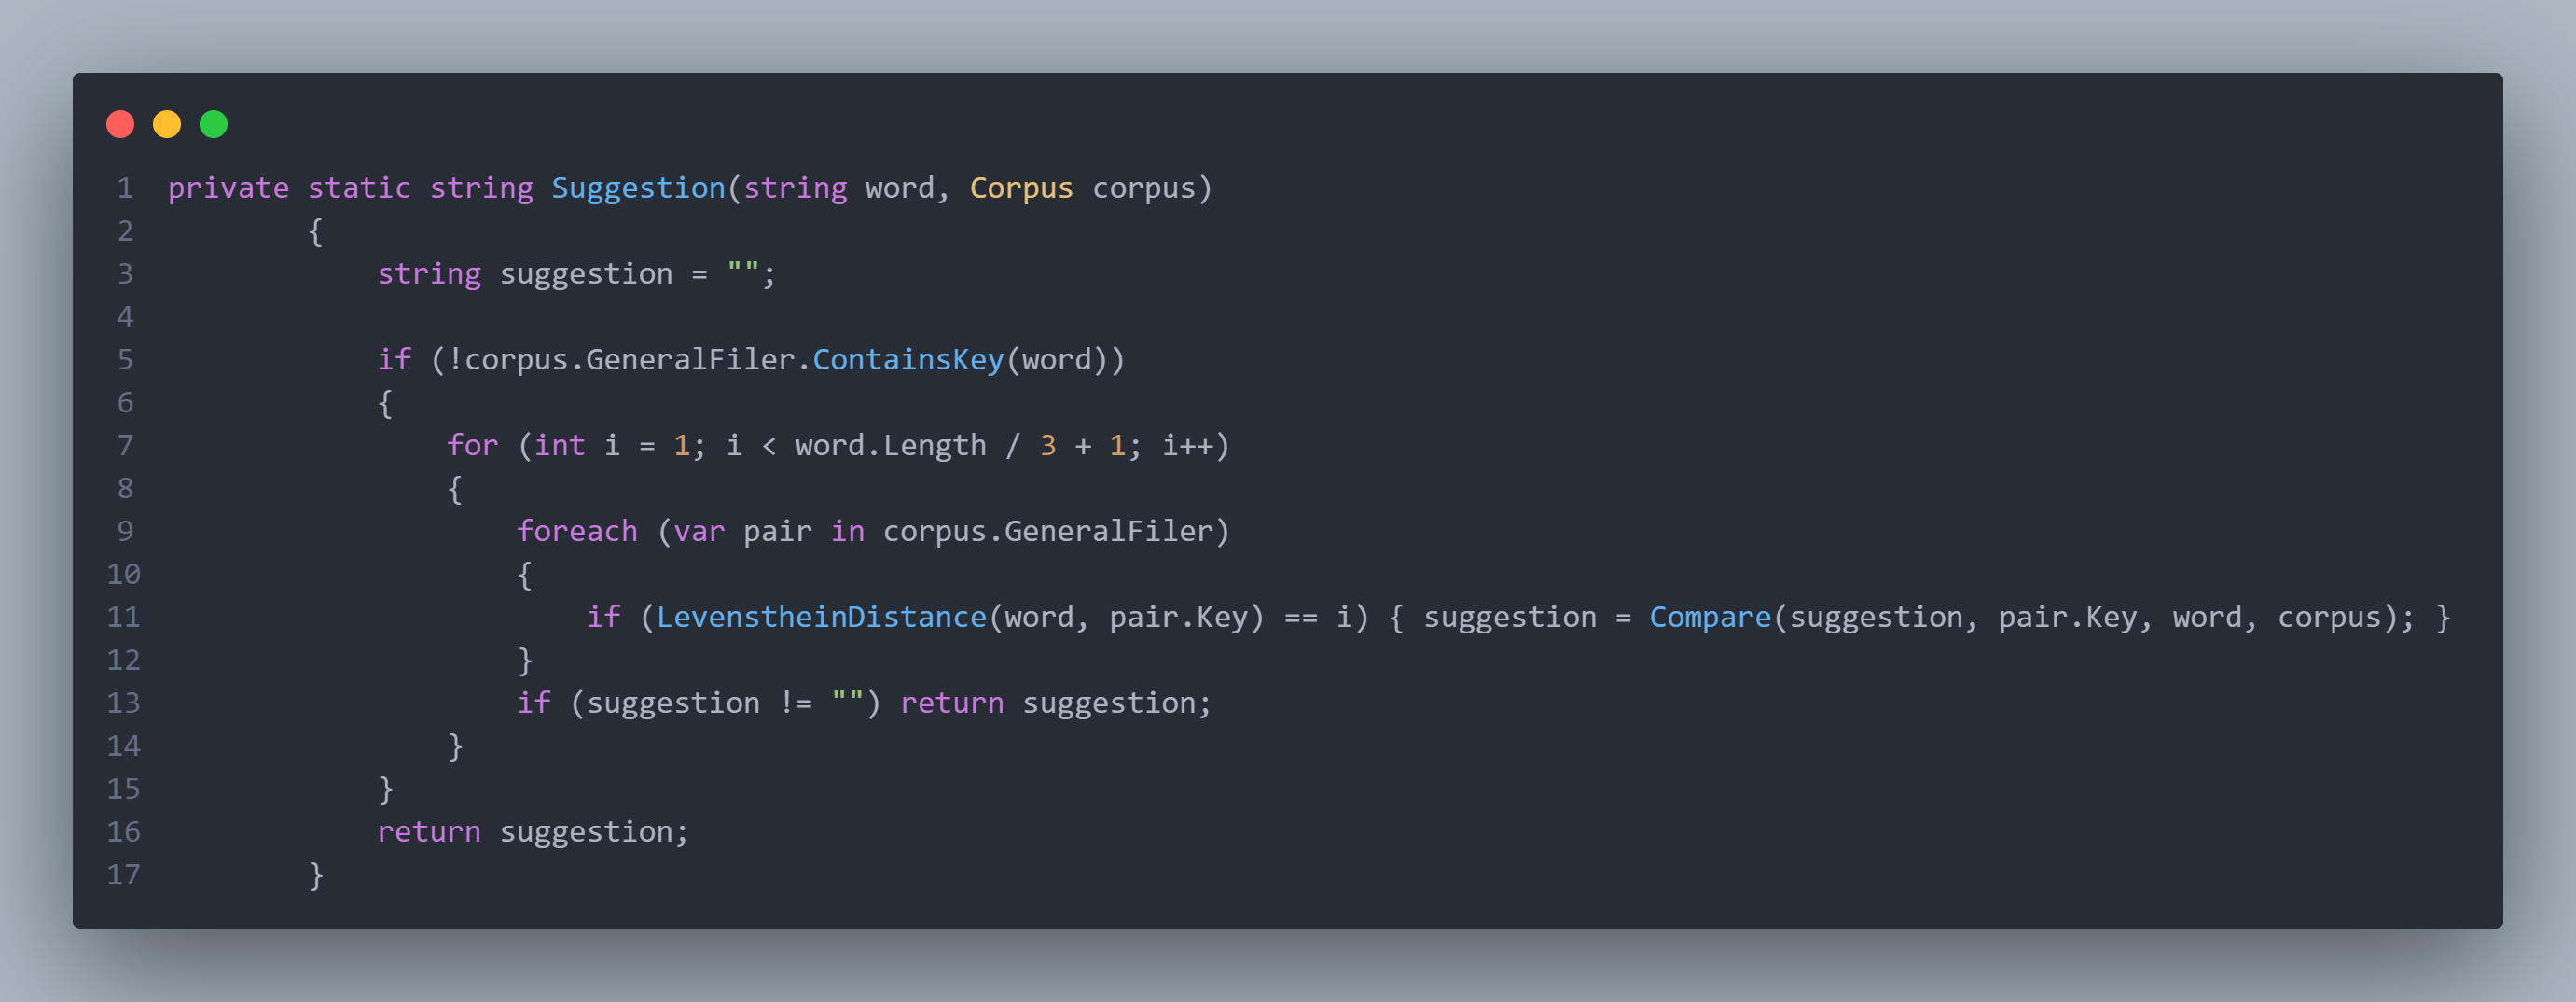 1 private static string Suggestion(string word, Corpus corpus)
2         {
3             string suggestion = "";
4
5             if (!corpus.GeneralFiler.ContainsKey(word))
6             {
7                 for (int i = 1; i < word.Length / 3 + 1; i++)
8                 {
9                     foreach (var pair in corpus.GeneralFiler)
10                     {
11                         if (LevenstheinDistance(word, pair.Key) == i) { suggestion = Compare(suggestion, pair.Key, word, corpus); }
12                     }
13                     if (suggestion != "") return suggestion;
14                 }
15             }
16             return suggestion;
17         }